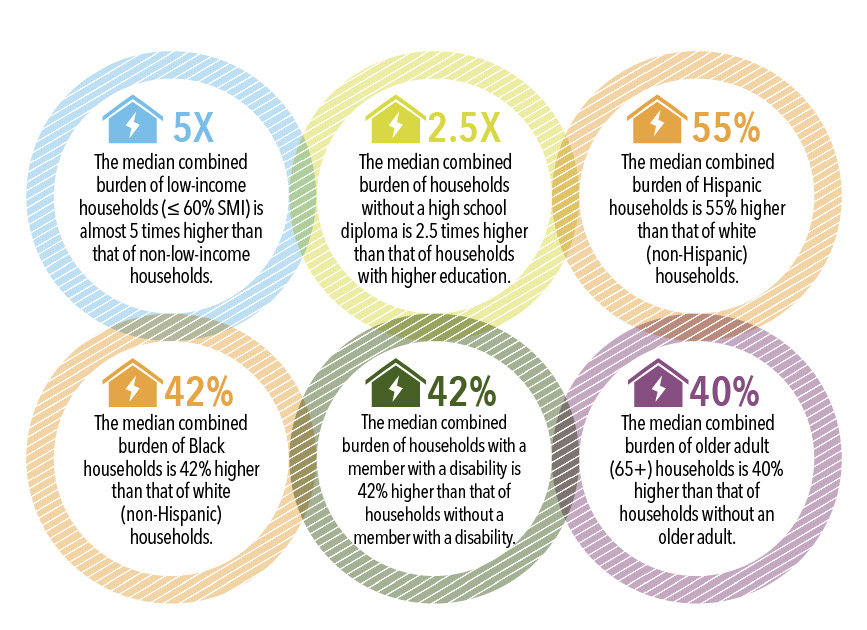 5X
The median combined
burden of low-income
households (≤ 60% SMI) is
almost 5 times higher than
that of non-low-income
households.
2.5X
The median combined
burden of households
without a high school
diploma is 2.5 times higher
than that of households
with higher education.
55%
The median combined
burden of Hispanic
households is 55% higher
than that of white
(non-Hispanic)
households.
42%
The median combined
burden of Black
households is 42% higher
than that of white
(non-Hispanic)
households.
42%
The median combined
burden of households with a
member with a disability is
42% higher than that of
households without a
member with a disability.
40%
The median combined
burden of older adult
(65+) households is 40%
higher than that of
households without an
older adult.